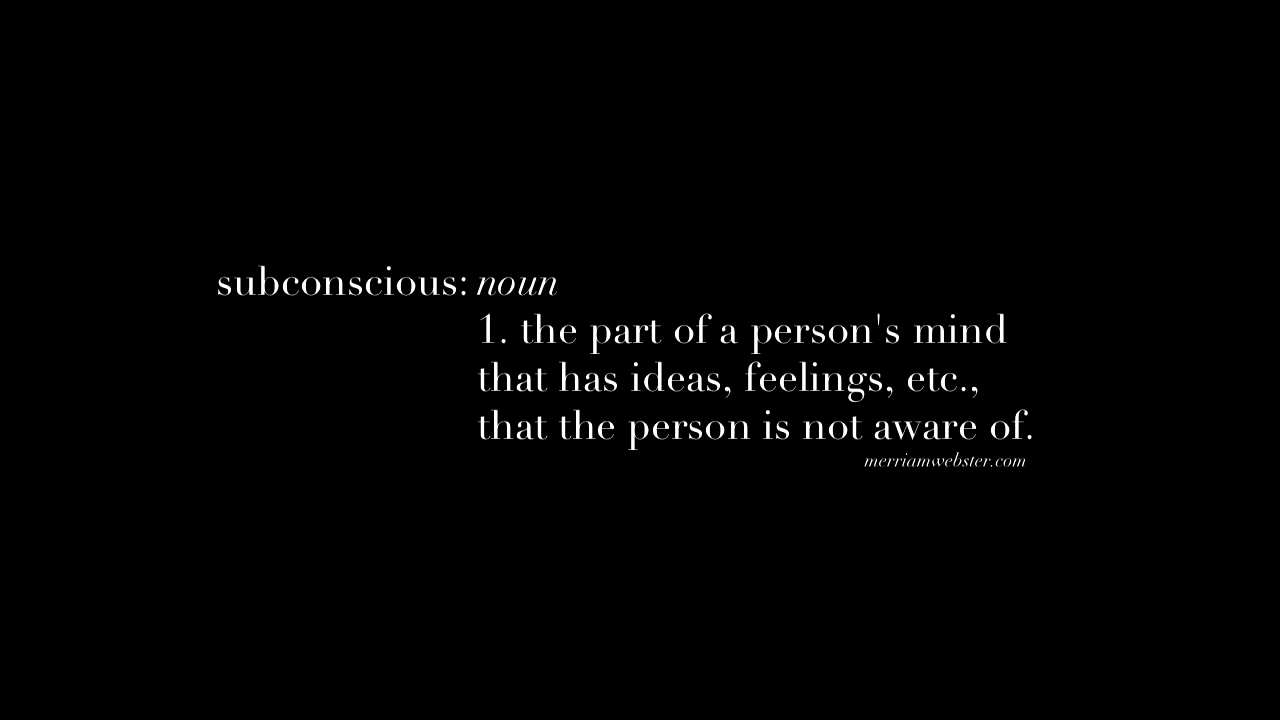 subconscious: noun
1. the part of a person's mind
that has ideas, feelings, etc.,
that the person is not aware of.
merriamwebster.com